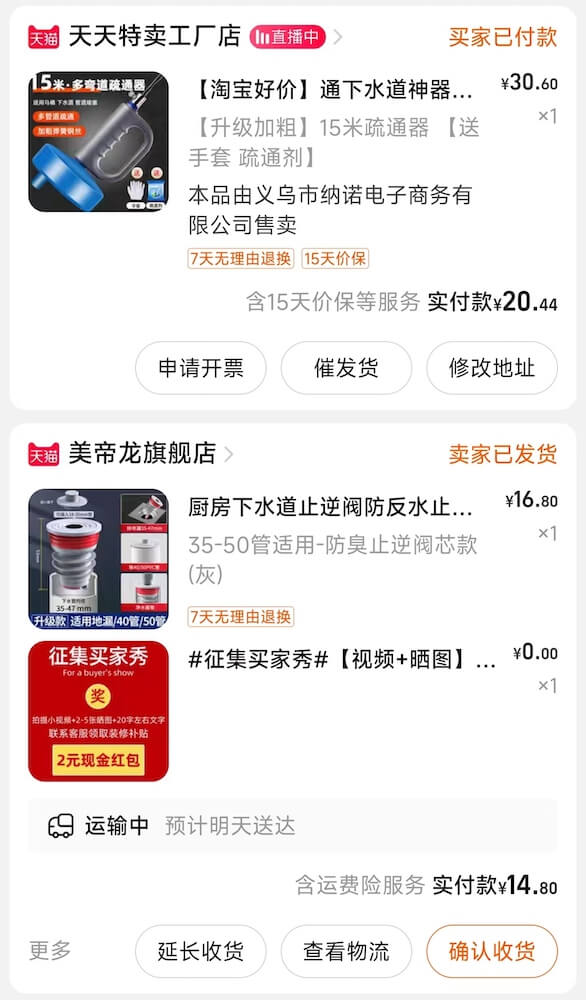 天猫 天天特卖工厂店 直播中 买家已付款
15米·多弯道疏通器
适用马桶 下水道 管道堵塞
多管道疏通
加粗弹簧钢丝
送 送
手套 疏通剂
【淘宝好价】通下水道神器... ¥30.60
【升级加粗】15米疏通器 【送 ×1
手套 疏通剂】
本品由义乌市纳诺电子商务有
限公司售卖
7天无理由退换 15天价保
含15天价保等服务 实付款¥20.44
申请开票 催发货 修改地址
天猫 美帝龙旗舰店 卖家已发货
下水管内径
35-47 mm
升级款 适用地漏/40管/50管
厨房下水道止逆阀防反水止... ¥16.80
35-50管适用-防臭止逆阀芯款 ×1
(灰)
7天无理由退换
征集买家秀
For a buyer's show
奖
拍摄小视频+2-5张晒图+20字左右文字
联系客服领取装修补贴
2元现金红包
#征集买家秀#【视频+晒图】... ¥0.00
×1
运输中 预计明天送达
含运费险服务 实付款¥14.80
更多 延长收货 查看物流 确认收货